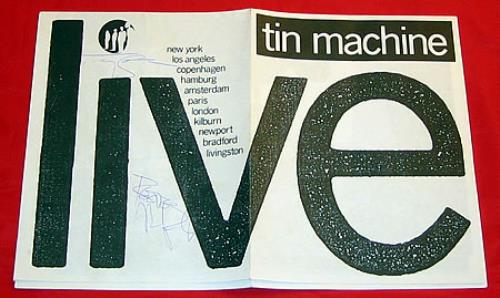 live
tin machine
new york
los angeles
copenhagen
hamburg
amsterdam
paris
london
kilburn
newport
bradford
livingston